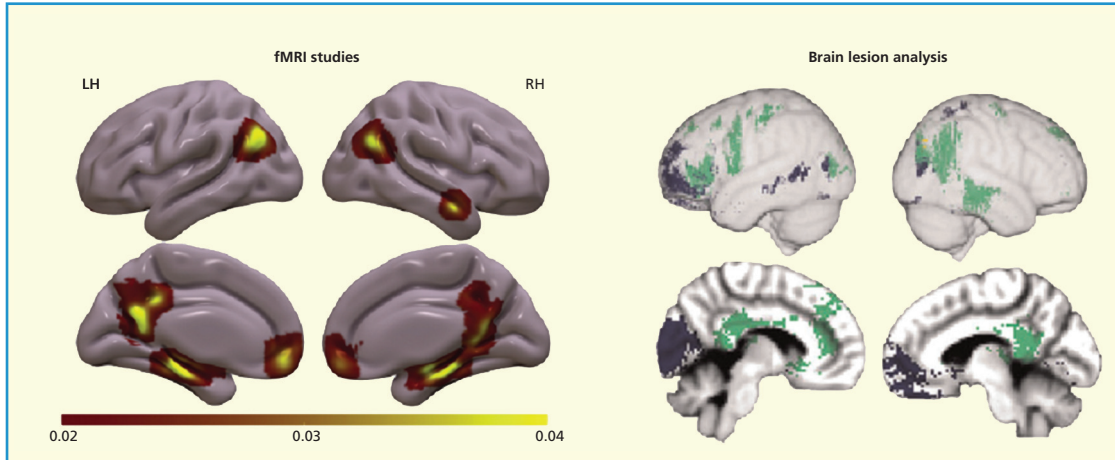 fMRI studies
LH
RH
0.02
0.03
0.04
Brain lesion analysis